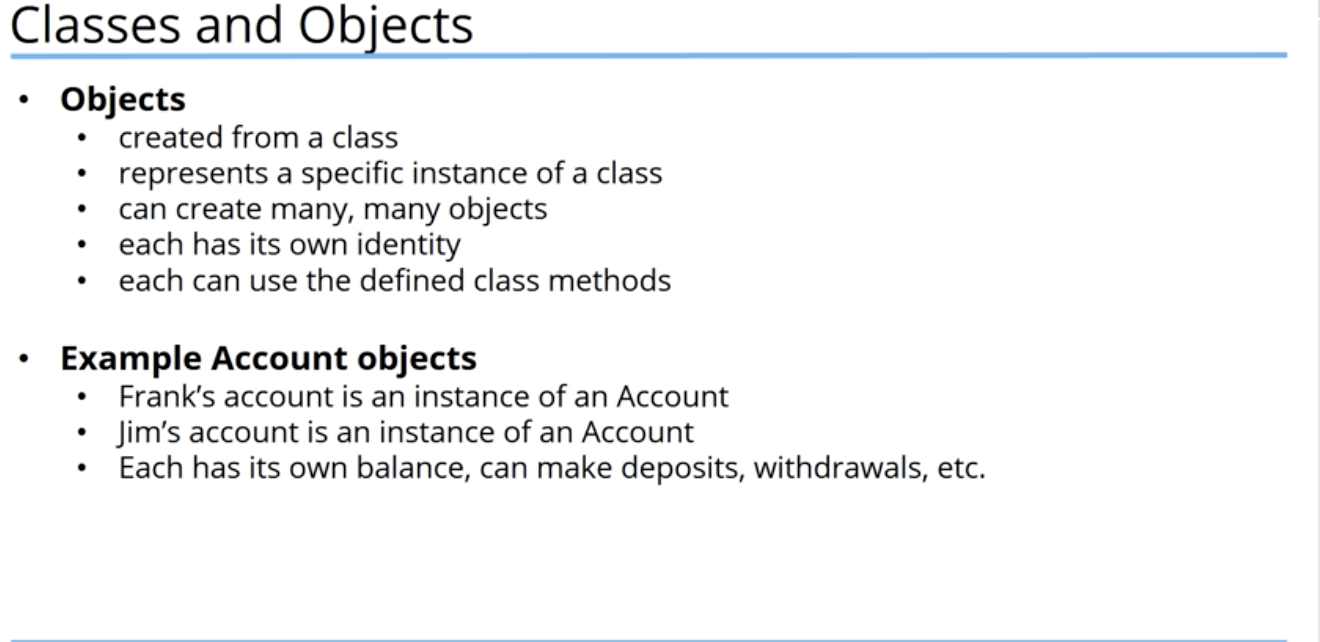 Classes and Objects
• Objects
• created from a class
• represents a specific instance of a class
• can create many, many objects
• each has its own identity
• each can use the defined class methods
• Example Account objects
• Frank’s account is an instance of an Account
• Jim’s account is an instance of an Account
• Each has its own balance, can make deposits, withdrawals, etc.